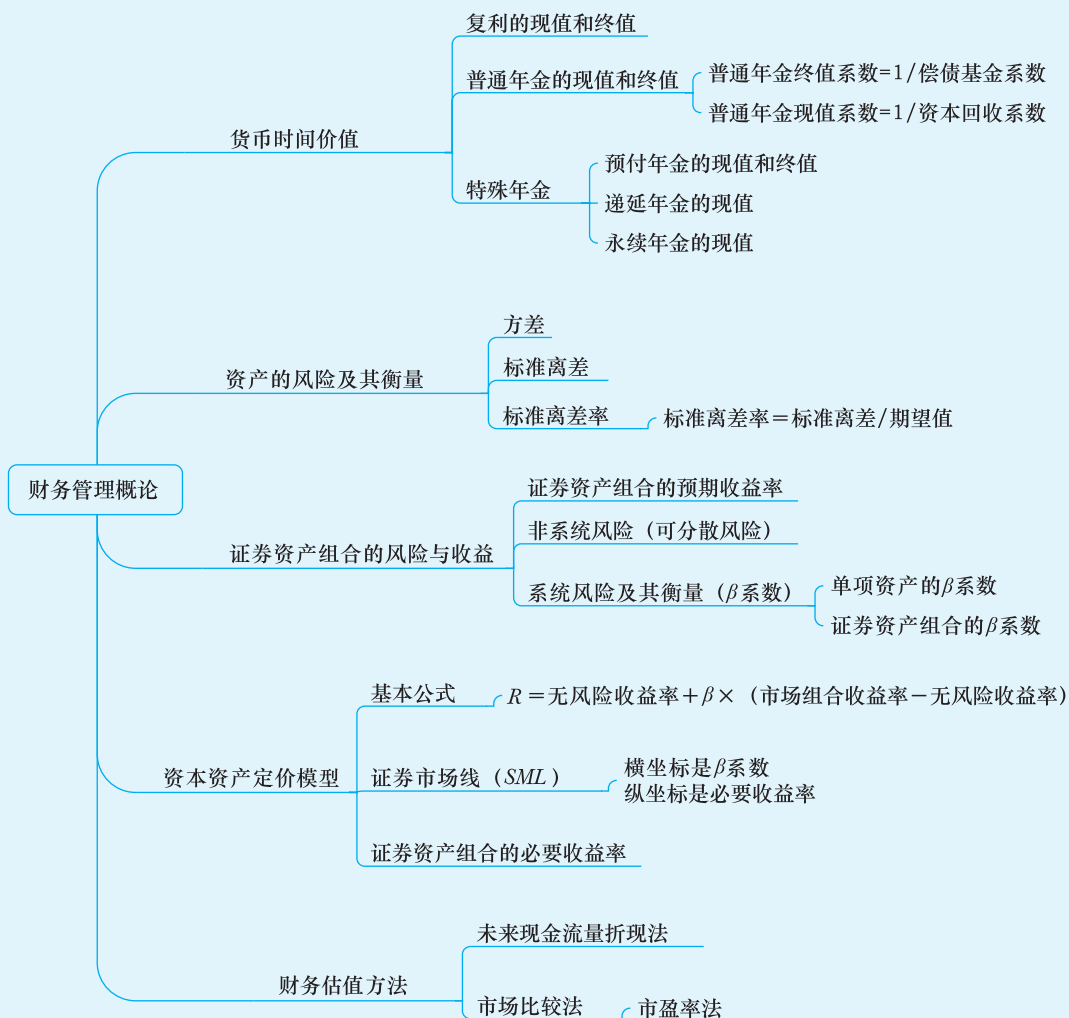 复利的现值和终值
普通年金的现值和终值
普通年金终值系数=1/偿债基金系数
普通年金现值系数=1/资本回收系数
货币时间价值
特殊年金
预付年金的现值和终值
递延年金的现值
永续年金的现值
方差
资产的风险及其衡量
标准离差
标准离差率
标准离差率＝标准离差/期望值
财务管理概论
证券资产组合的预期收益率
非系统风险（可分散风险）
证券资产组合的风险与收益
系统风险及其衡量（β系数）
单项资产的β系数
证券资产组合的β系数
基本公式
R＝无风险收益率＋β×（市场组合收益率－无风险收益率）
资本资产定价模型
证券市场线（SML）
横坐标是β系数
纵坐标是必要收益率
证券资产组合的必要收益率
未来现金流量折现法
财务估值方法
市场比较法
市盈率法